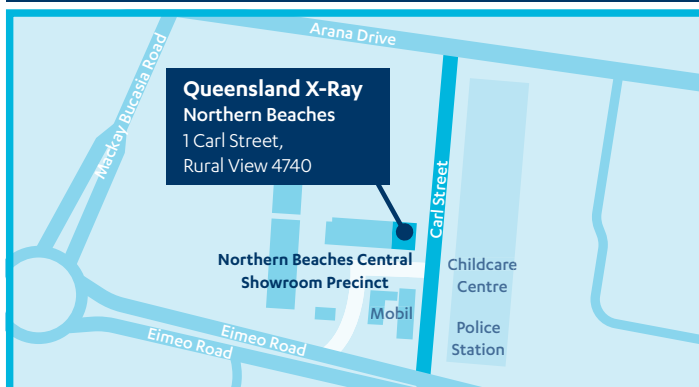 Arana Drive
Mackay Bucasia Road
Queensland X-Ray
Northern Beaches
1 Carl Street,
Rural View 4740
Carl Street
Northern Beaches Central
Showroom Precinct
Childcare
Centre
Mobil
Police
Station
Eimeo Road
Eimeo Road